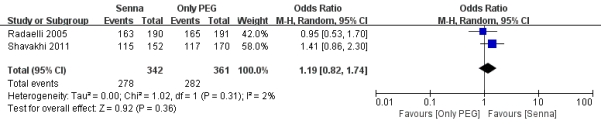 Senna Only PEG Odds Ratio Odds Ratio
Study or Subgroup Events Total Events Total Weight M-H, Random, 95% CI M-H, Random, 95% CI
Radaelli 2005 163 190 165 191 42.0% 0.95 [0.53, 1.70]
Shavakhi 2011 115 152 117 170 58.0% 1.41 [0.86, 2.30]
Total (95% CI) 342 361 100.0% 1.19 [0.82, 1.74]
Total events 278 282
Heterogeneity: Tau² = 0.00; Chi² = 1.02, df = 1 (P = 0.31); I² = 2%
Test for overall effect: Z = 0.92 (P = 0.36)
0.01 0.1 1 10 100
Favours [Only PEG] Favours [Senna]